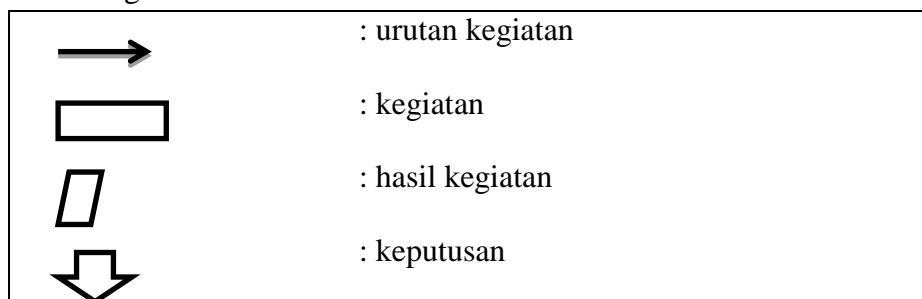 : urutan kegiatan
: kegiatan
: hasil kegiatan
: keputusan